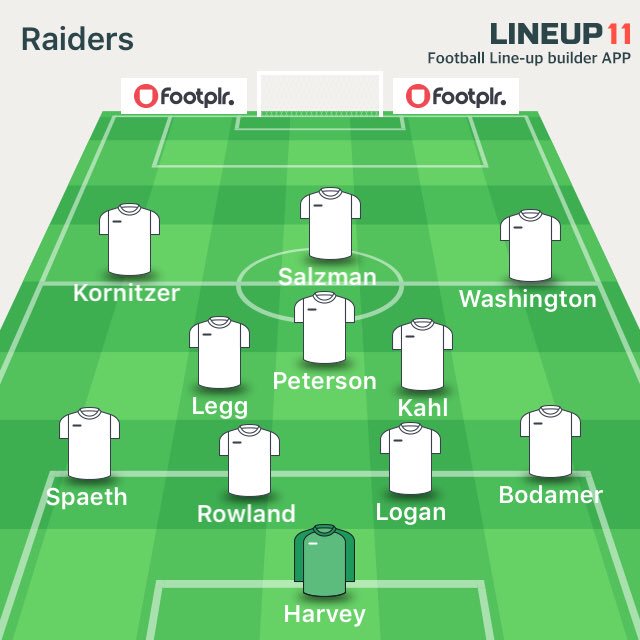 Raiders
LINEUP11
Football Line-up builder APP
Footplr.
Footplr.
Kornitzer
Salzman
Washington
Legg
Peterson
Kahl
Spaeth
Rowland
Logan
Bodamer
Harvey